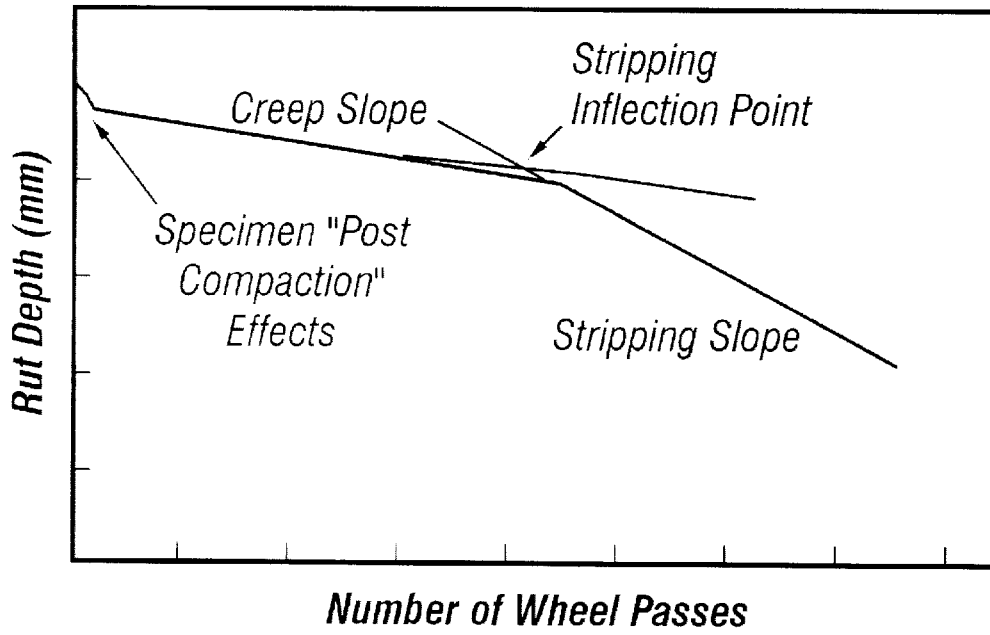 Stripping
Inflection Point
Creep Slope
Specimen "Post
Compaction"
Effects
Stripping Slope
Rut Depth (mm)
Number of Wheel Passes